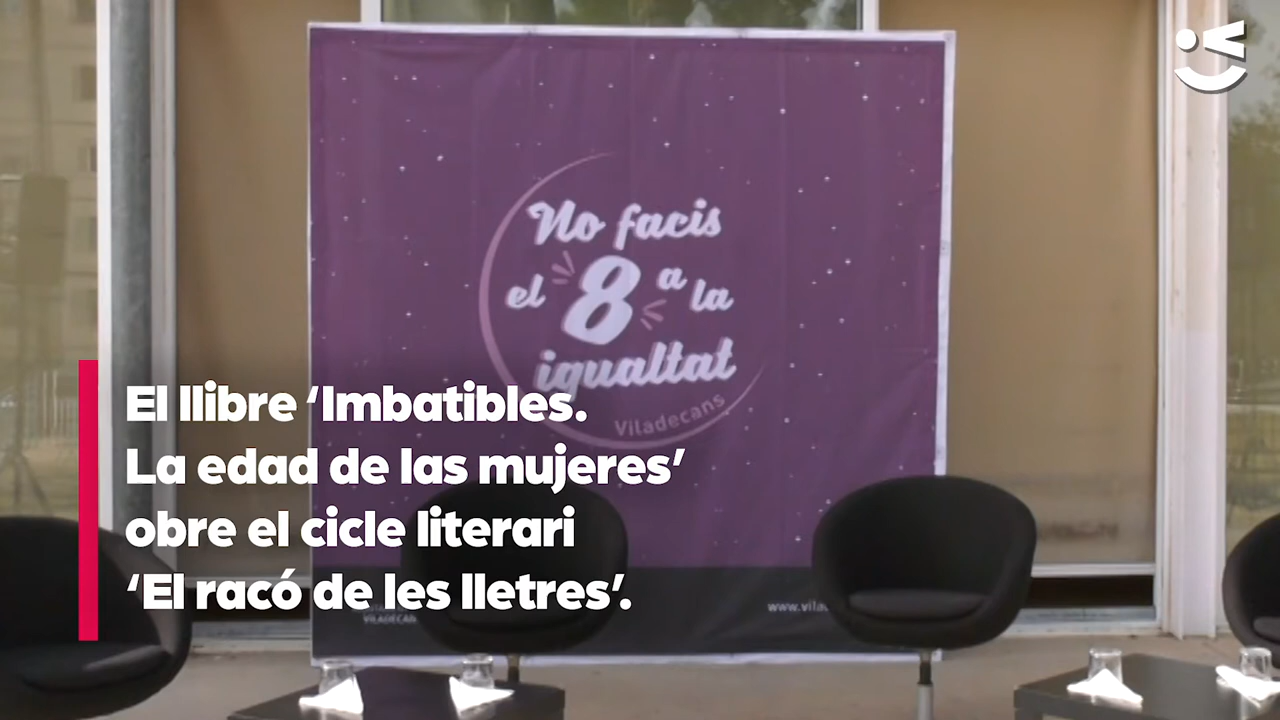 No facis
el 8 a la
igualtat
Viladecans
El llibre ‘Imbatibles.
La edad de las mujeres’
obre el cicle literari
‘El racó de les lletres’.